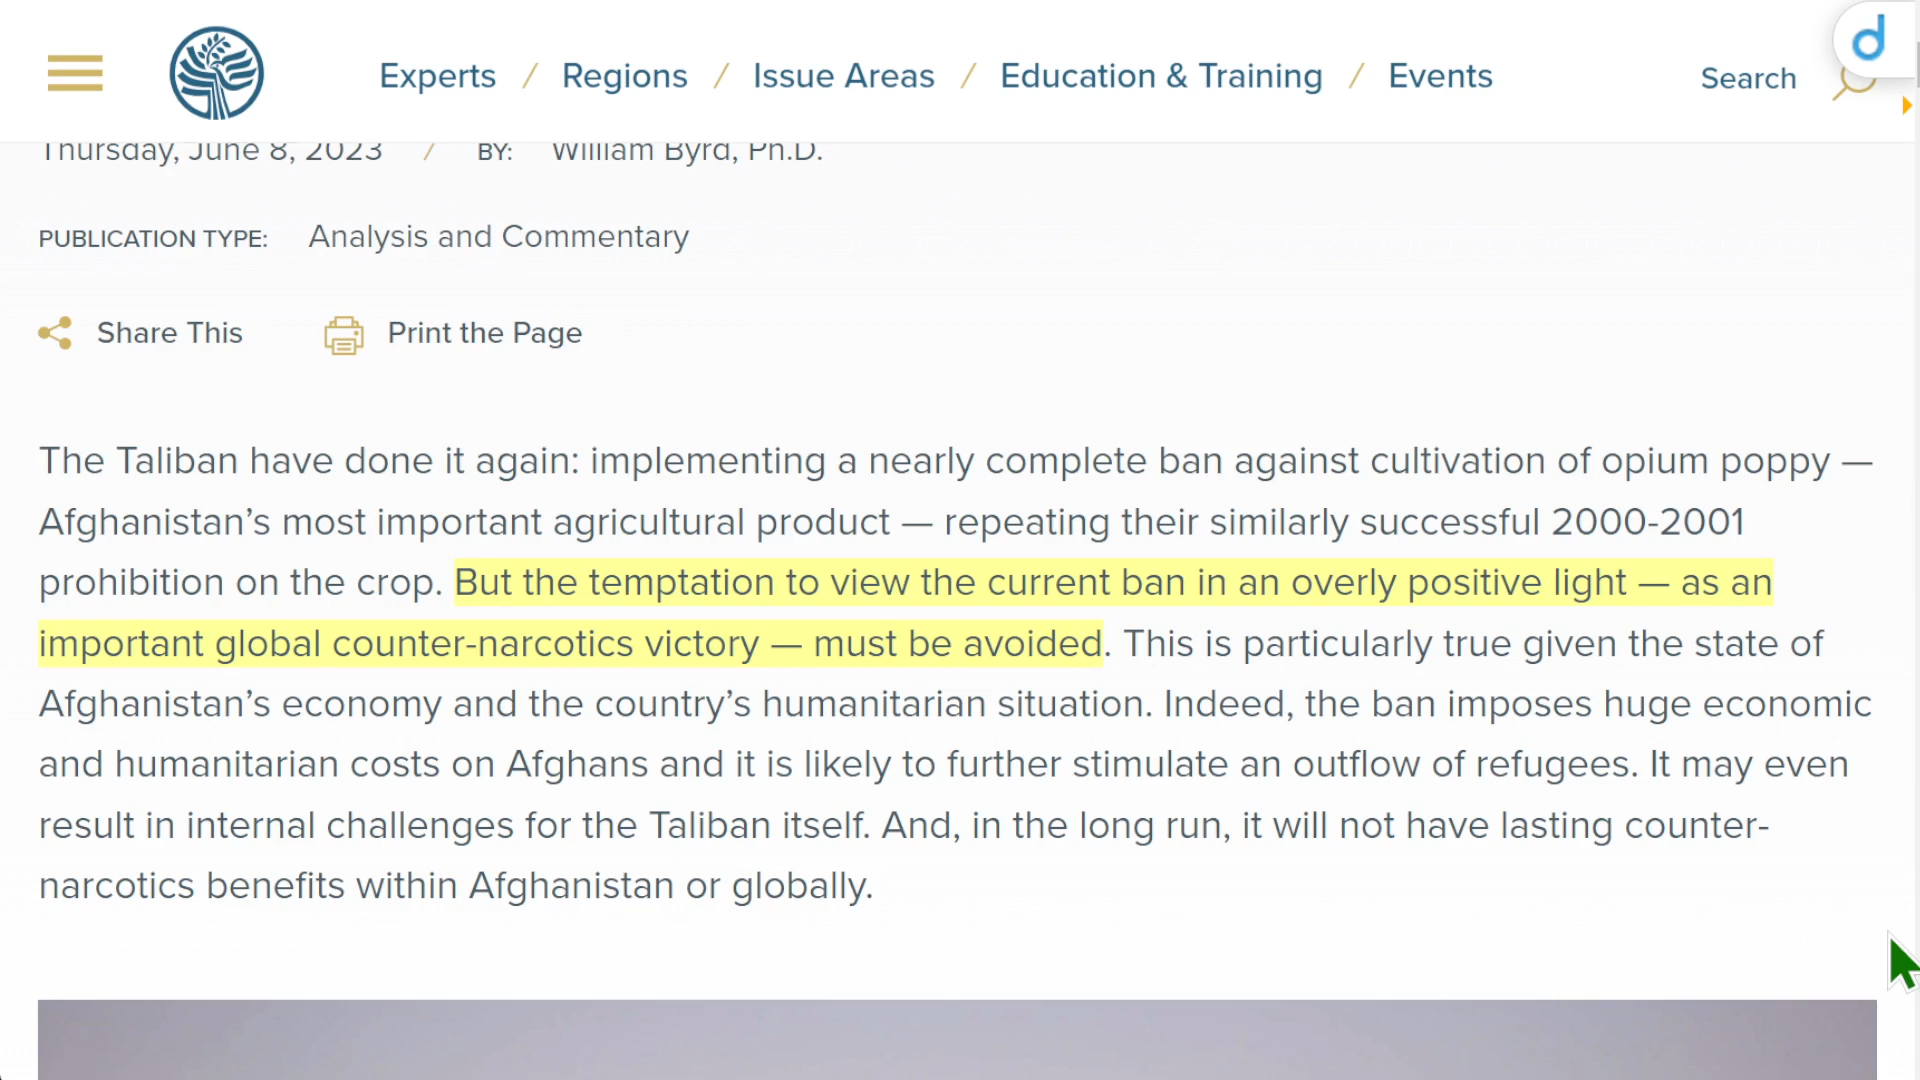 Experts / Regions / Issue Areas / Education & Training / Events Search
Thursday, June 8, 2023 / BY: William Byrd, Ph.D.
PUBLICATION TYPE: Analysis and Commentary
Share This Print the Page
The Taliban have done it again: implementing a nearly complete ban against cultivation of opium poppy —
Afghanistan’s most important agricultural product — repeating their similarly successful 2000-2001
prohibition on the crop. But the temptation to view the current ban in an overly positive light — as an
important global counter-narcotics victory — must be avoided. This is particularly true given the state of
Afghanistan’s economy and the country’s humanitarian situation. Indeed, the ban imposes huge economic
and humanitarian costs on Afghans and it is likely to further stimulate an outflow of refugees. It may even
result in internal challenges for the Taliban itself. And, in the long run, it will not have lasting counter-
narcotics benefits within Afghanistan or globally.